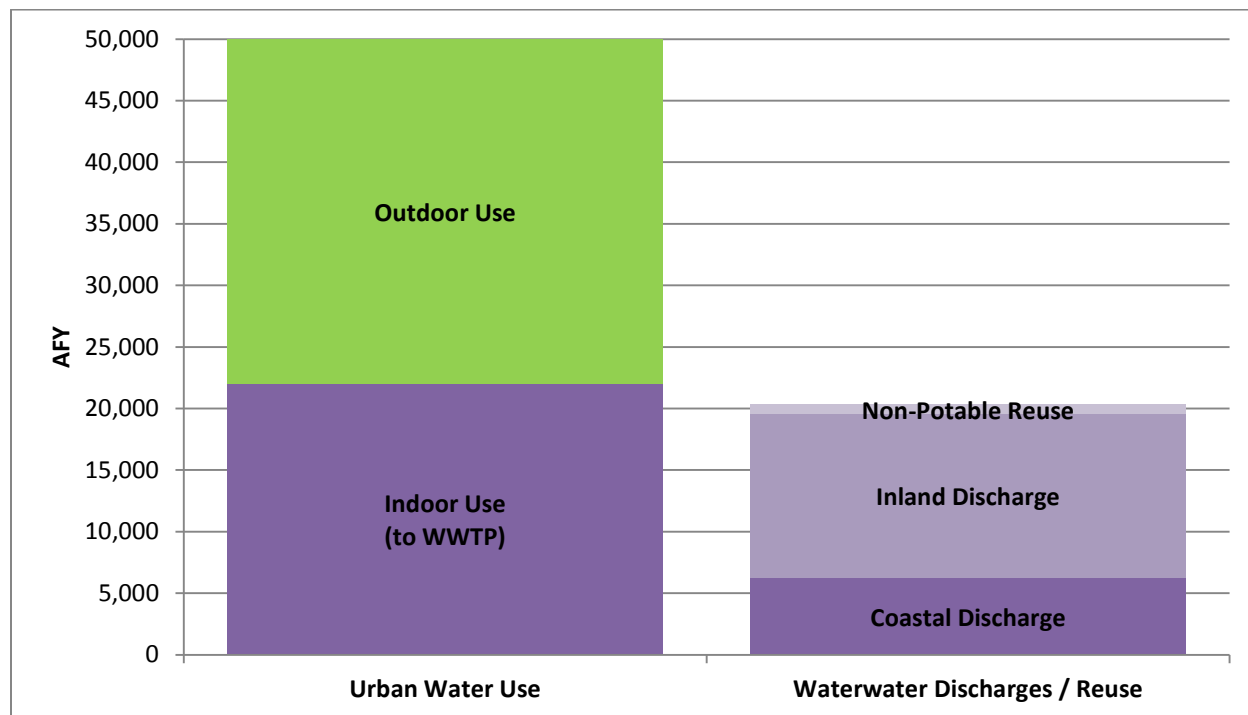 50,000
45,000
40,000
35,000
30,000
25,000
20,000
15,000
10,000
5,000
0
AFY
Outdoor Use
Indoor Use
(to WWTP)
Non-Potable Reuse
Inland Discharge
Coastal Discharge
Urban Water Use
Waterwater Discharges / Reuse